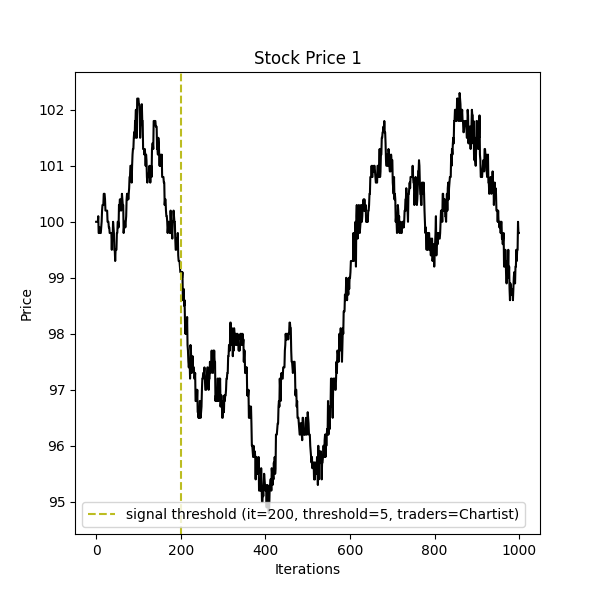 Stock Price 1
102
101
100
99
98
97
96
95
Price
signal threshold (it=200, threshold=5, traders=Chartist)
0 200 400 600 800 1000
Iterations